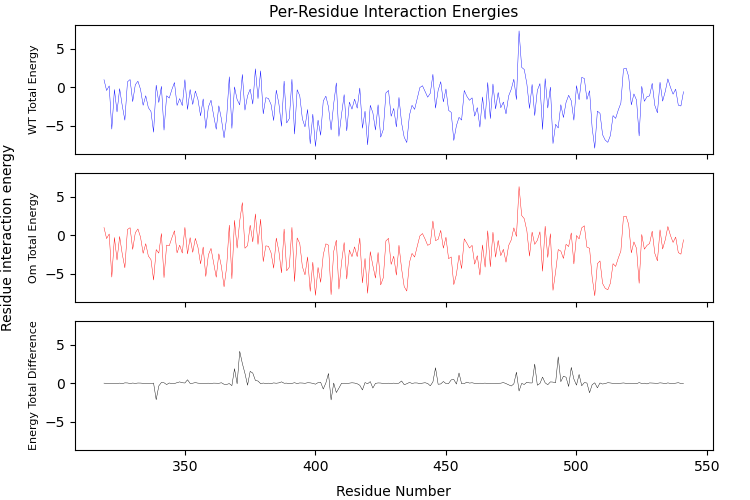 Per-Residue Interaction Energies
Residue interaction energy
WT Total Energy
5
0
−5
Om Total Energy
5
0
−5
Energy Total Difference
5
0
−5
350
400
450
500
550
Residue Number